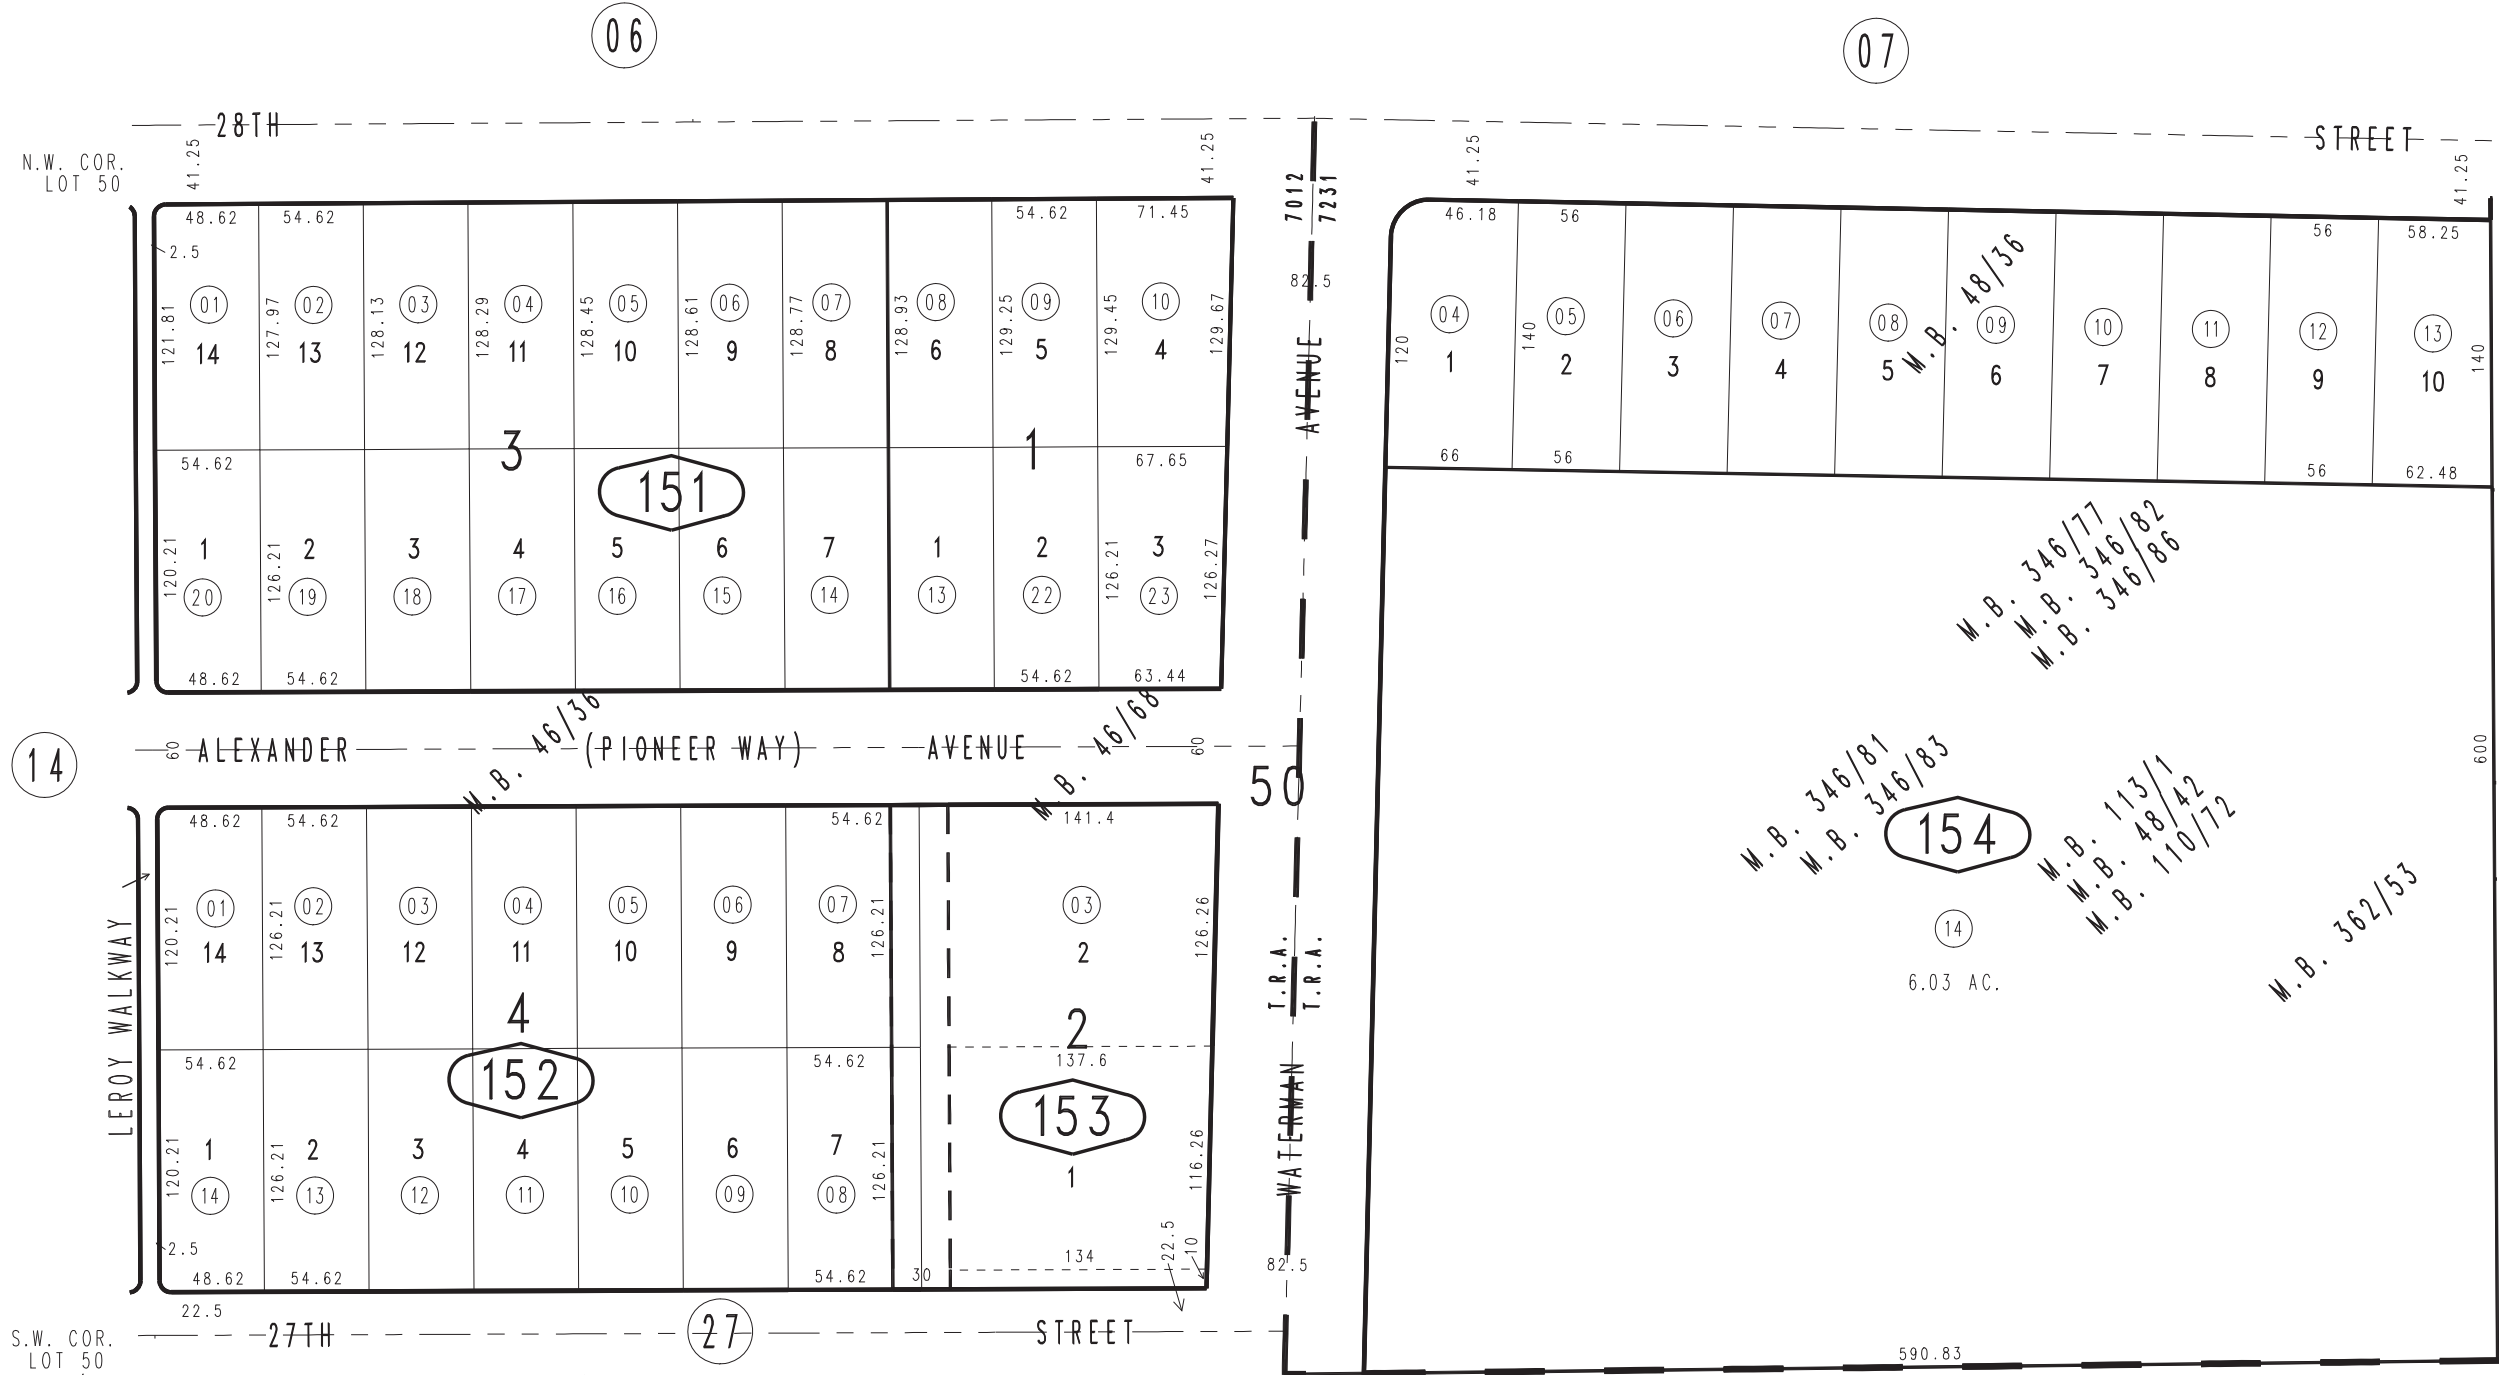 06
07
28TH STREET
N.W. COR.
LOT 50
41.25
41.25
41.25
41.25
7012
7231
48.62 54.62 54.62 71.45
46.18 56 56 58.25
2.5
82.5
M.B. 48/36
121.81 127.97 128.13 128.29 128.45 128.61 128.77 128.93 129.25 129.45 129.67
01 02 03 04 05 06 07 08 09 10
14 13 12 11 10 9 8 6 5 4
120 140 140
04 05 06 07 08 09 10 11 12 13
1 2 3 4 5 6 7 8 9 10
AVENUE
3 1
54.62 67.65
66 56 56 62.48
151
120.21 126.21 126.21 126.27
1 2 3 4 5 6 7 1 2 3
20 19 18 17 16 15 14 13 22 23
48.62 54.62 54.62 63.44
M.B. 346/77
M.B. 346/82
M.B. 346/86
14
60 ALEXANDER (PIONEER WAY) AVENUE 60
M.B. 46/36
M.B. 46/68
50
600
M.B. 346/81
M.B. 346/83
154
M.B. 113/1
M.B. 48/42
M.B. 110/72
M.B. 362/53
14
6.03 AC.
48.62 54.62 54.62 141.4
LEROY WALKWAY
120.21 126.21 126.21 126.26
01 02 03 04 05 06 07 03
14 13 12 11 10 9 8 2
T.R.A.
T.R.A.
4 2
54.62 54.62 137.6
152
153
WATERMAN
120.21 126.21 126.21 116.26
1 2 3 4 5 6 7 1
14 13 12 11 10 09 08
2.5
22.5
10
134
82.5
48.62 54.62 54.62 30
22.5
27TH 27 STREET
S.W. COR.
LOT 50
590.83